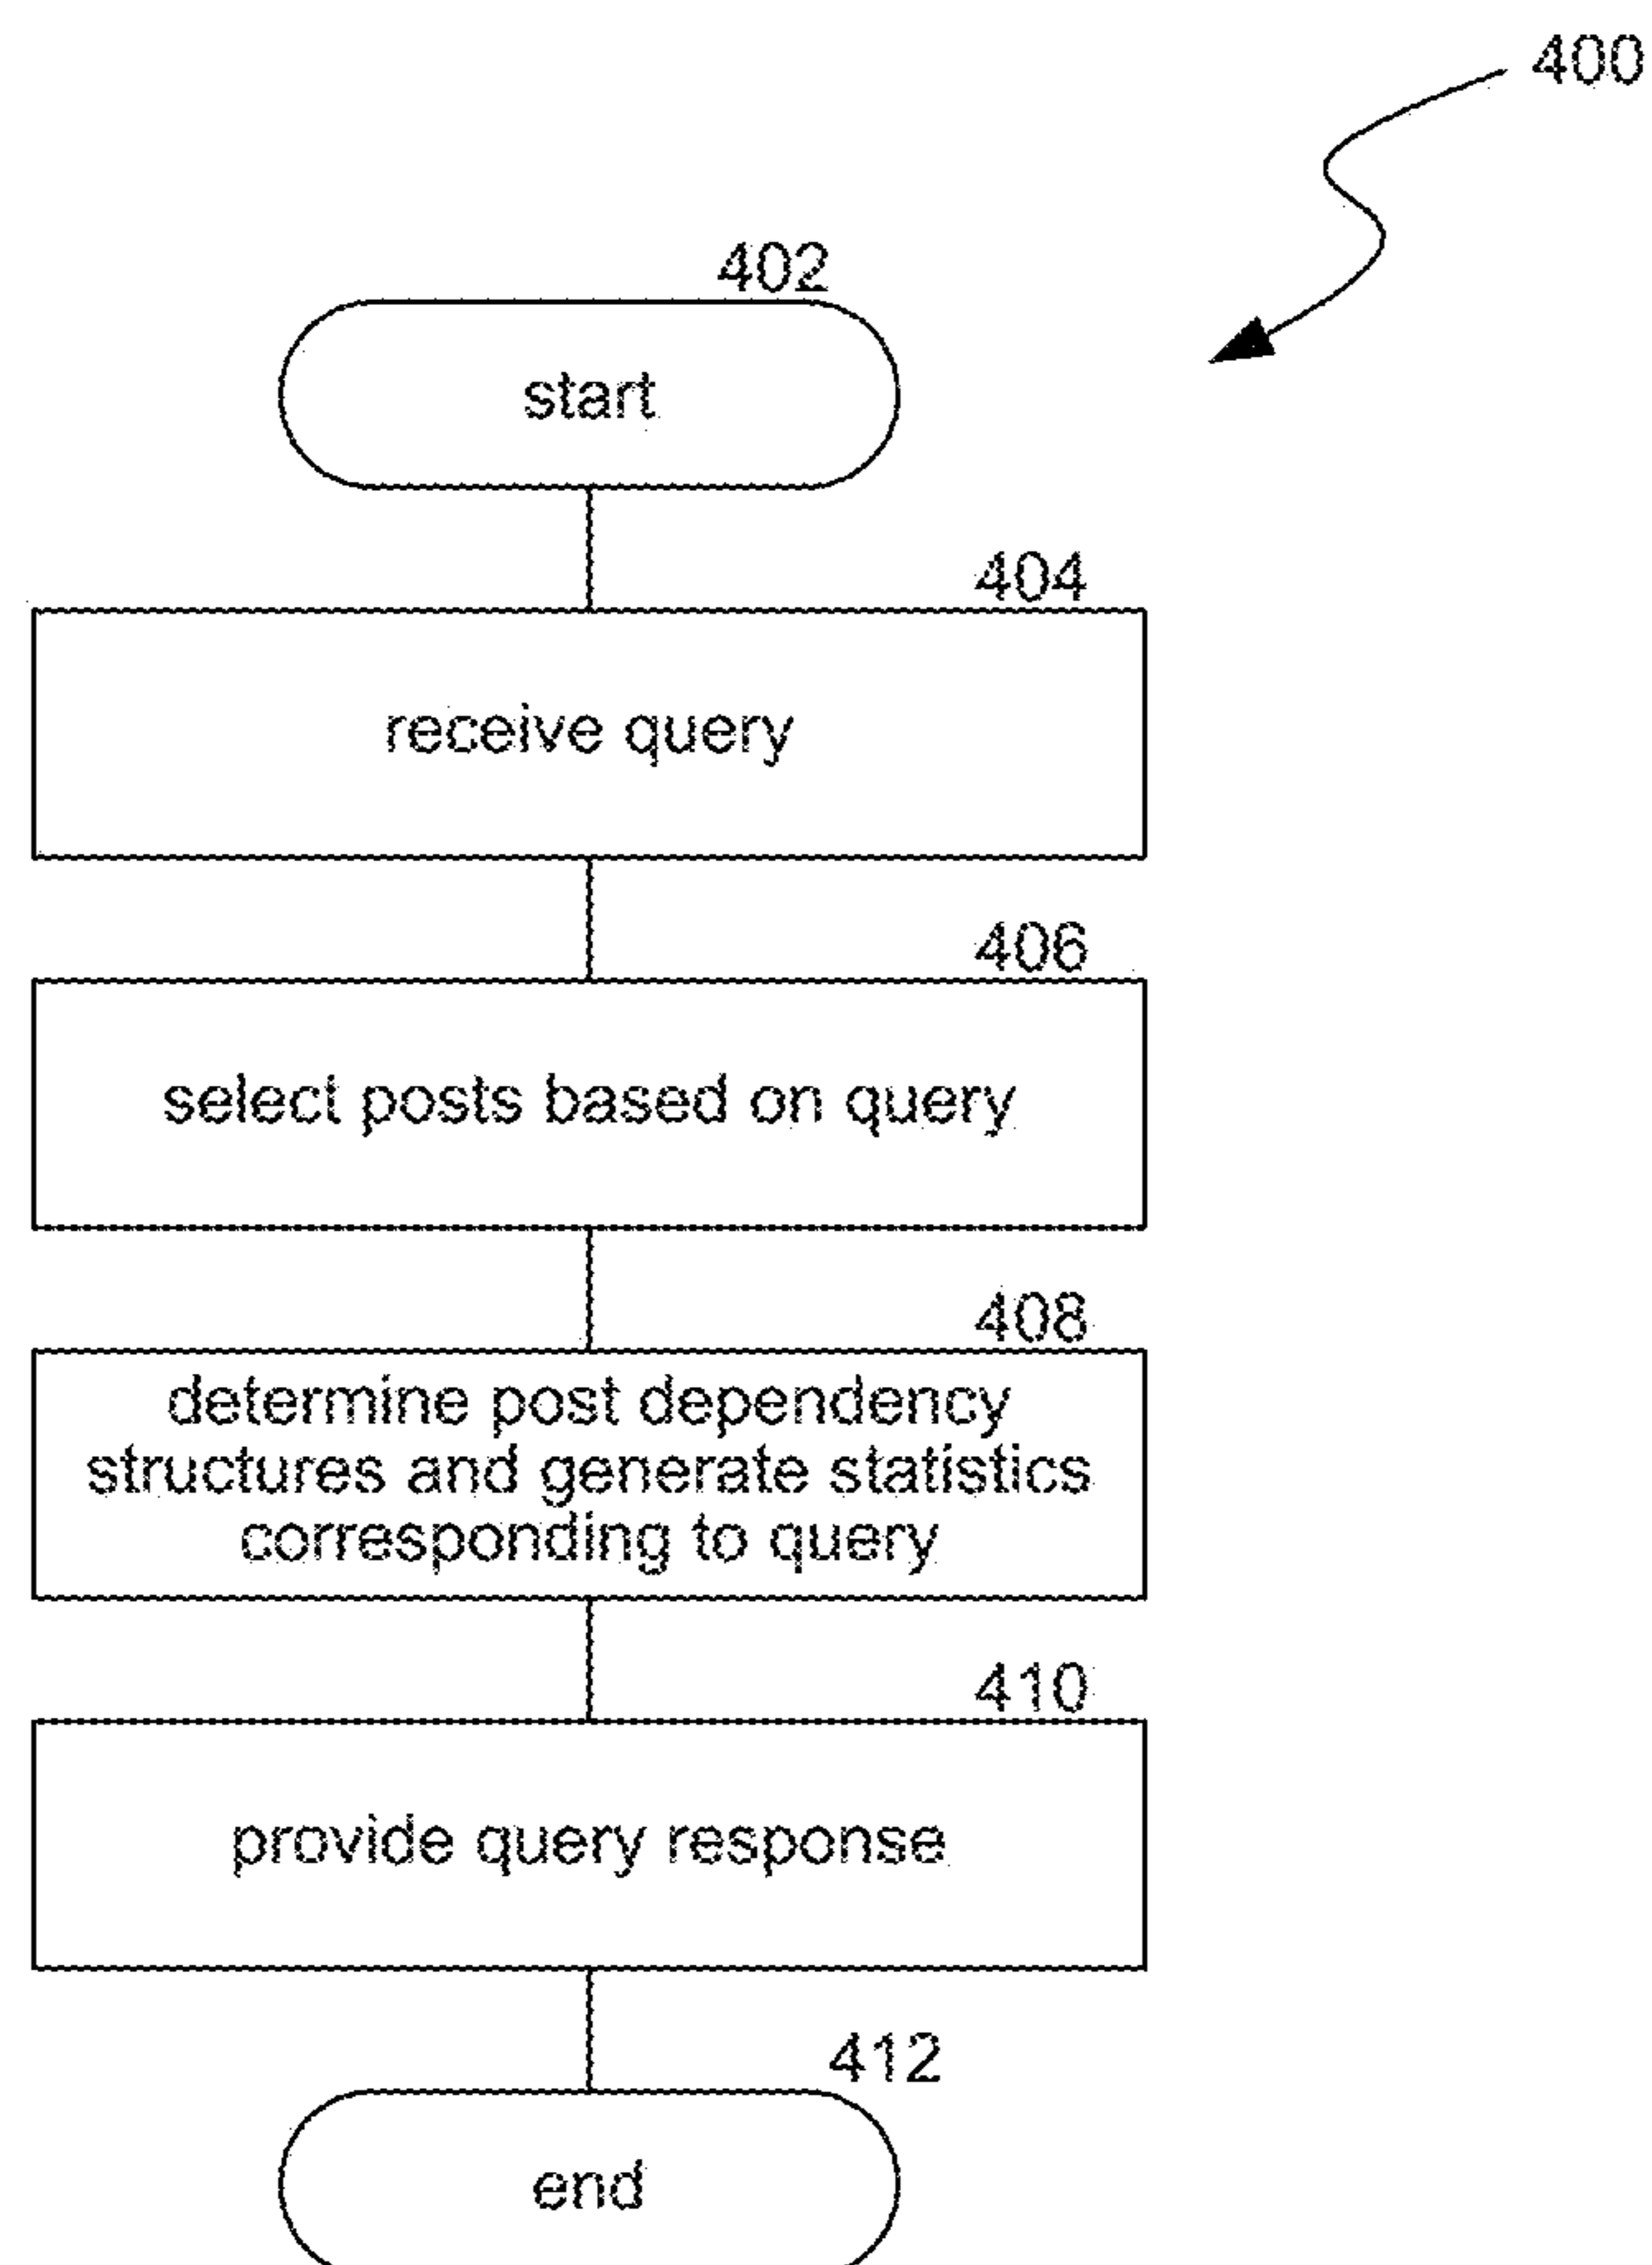 400
402
start
404
receive query
406
select posts based on query
408
determine post dependency
structures and generate statistics
corresponding to query
410
provide query response
412
end